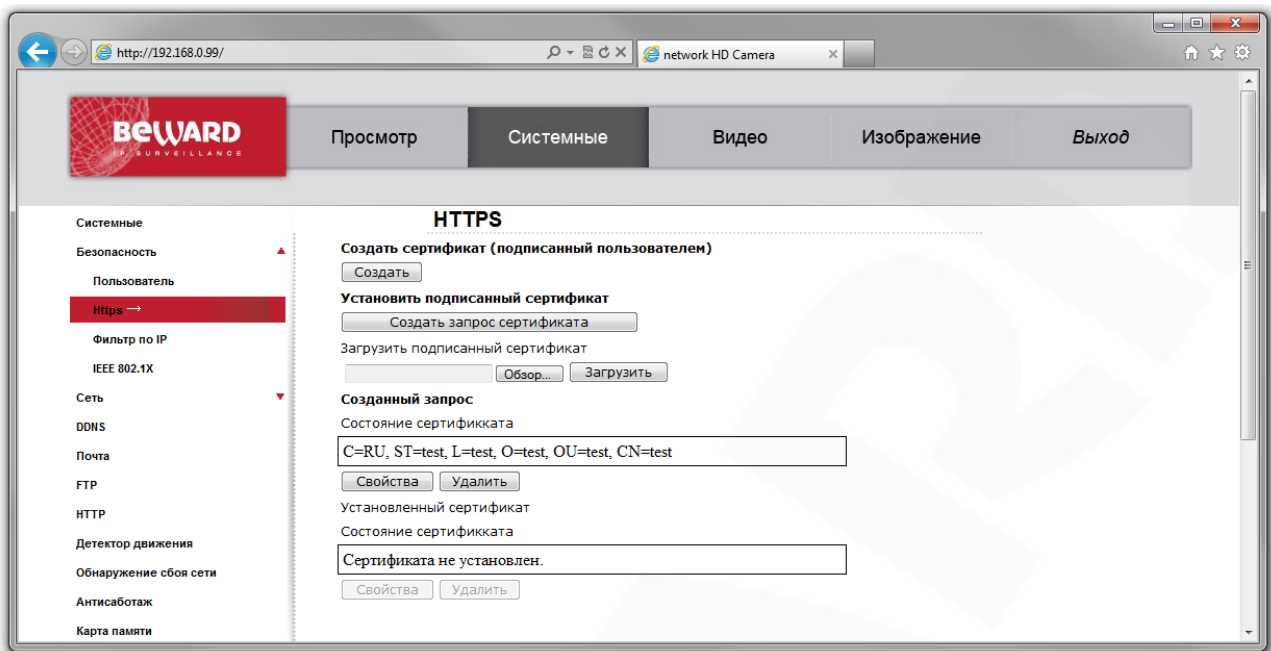 http://192.168.0.99/
network HD Camera
BEWARD
IP SURVEILLANCE
Просмотр
Системные
Видео
Изображение
Выход
Системные
Безопасность
Пользователь
Https →
Фильтр по IP
IEEE 802.1X
Сеть
DDNS
Почта
FTP
HTTP
Детектор движения
Обнаружение сбоя сети
Антисаботаж
Карта памяти
HTTPS
Создать сертификат (подписанный пользователем)
Создать
Установить подписанный сертификат
Создать запрос сертификата
Загрузить подписанный сертификат
Обзор... Загрузить
Созданный запрос
Состояние сертификката
C=RU, ST=test, L=test, O=test, OU=test, CN=test
Свойства Удалить
Установленный сертификат
Состояние сертификката
Сертификата не установлен.
Свойства Удалить